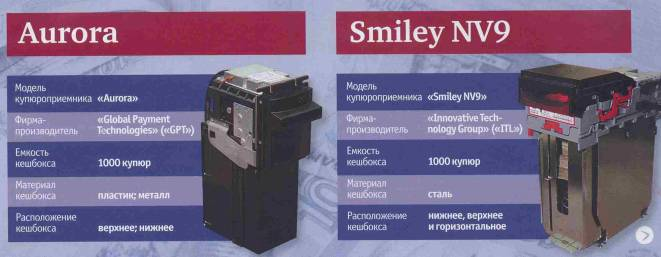 Aurora
Модель
купюроприемника «Aurora»
Фирма-
производитель
«Global Payment
Technologies» («GPT»)
Емкость
кешбокса
1000 купюр
Материал
кешбокса
пластик; металл
Расположение
кешбокса
верхнее; нижнее
Smiley NV9
Модель
купюроприемника «Smiley NV9»
Фирма-
производитель
«Innovative Tech-
nology Group» («ITL»)
Емкость
кешбокса
1000 купюр
Материал
кешбокса
сталь
Расположение
кешбокса
нижнее, верхнее
и горизонтальное